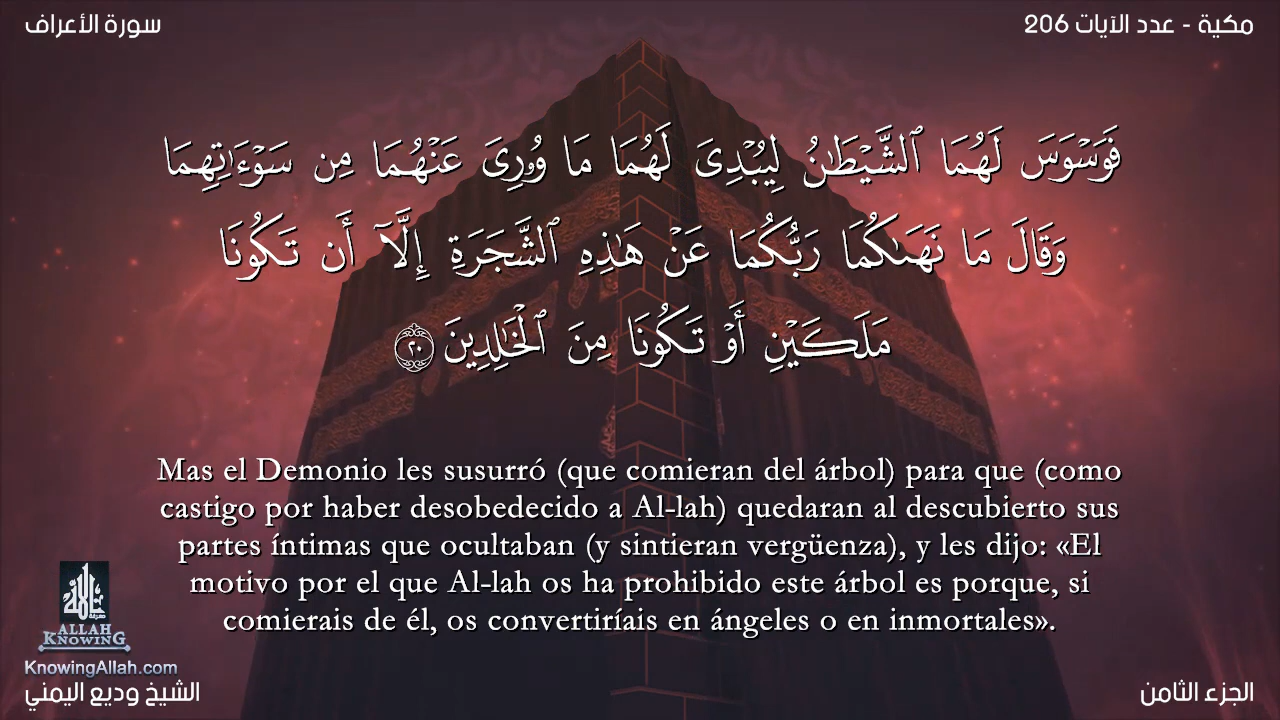 سورة الأعراف
مكية - عدد الآيات 206
فَوَسْوَسَ لَهُمَا ٱلشَّيْطَٰنُ لِيُبْدِىَ لَهُمَا مَا وُۥرِىَ عَنْهُمَا مِن سَوْءَٰتِهِمَا
وَقَالَ مَا نَهَىٰكُمَا رَبُّكُمَا عَنْ هَٰذِهِ ٱلشَّجَرَةِ إِلَّآ أَن تَكُونَا
مَلَكَيْنِ أَوْ تَكُونَا مِنَ ٱلْخَٰلِدِينَ ٢٠
Mas el Demonio les susurró (que comieran del árbol) para que (como
castigo por haber desobedecido a Al-lah) quedaran al descubierto sus
partes íntimas que ocultaban (y sintieran vergüenza), y les dijo: «El
motivo por el que Al-lah os ha prohibido este árbol es porque, si
comierais de él, os convertiríais en ángeles o en inmortales».
ALLAH
KNOWING
KnowingAllah.com
الشيخ وديع اليمني
الجزء الثامن